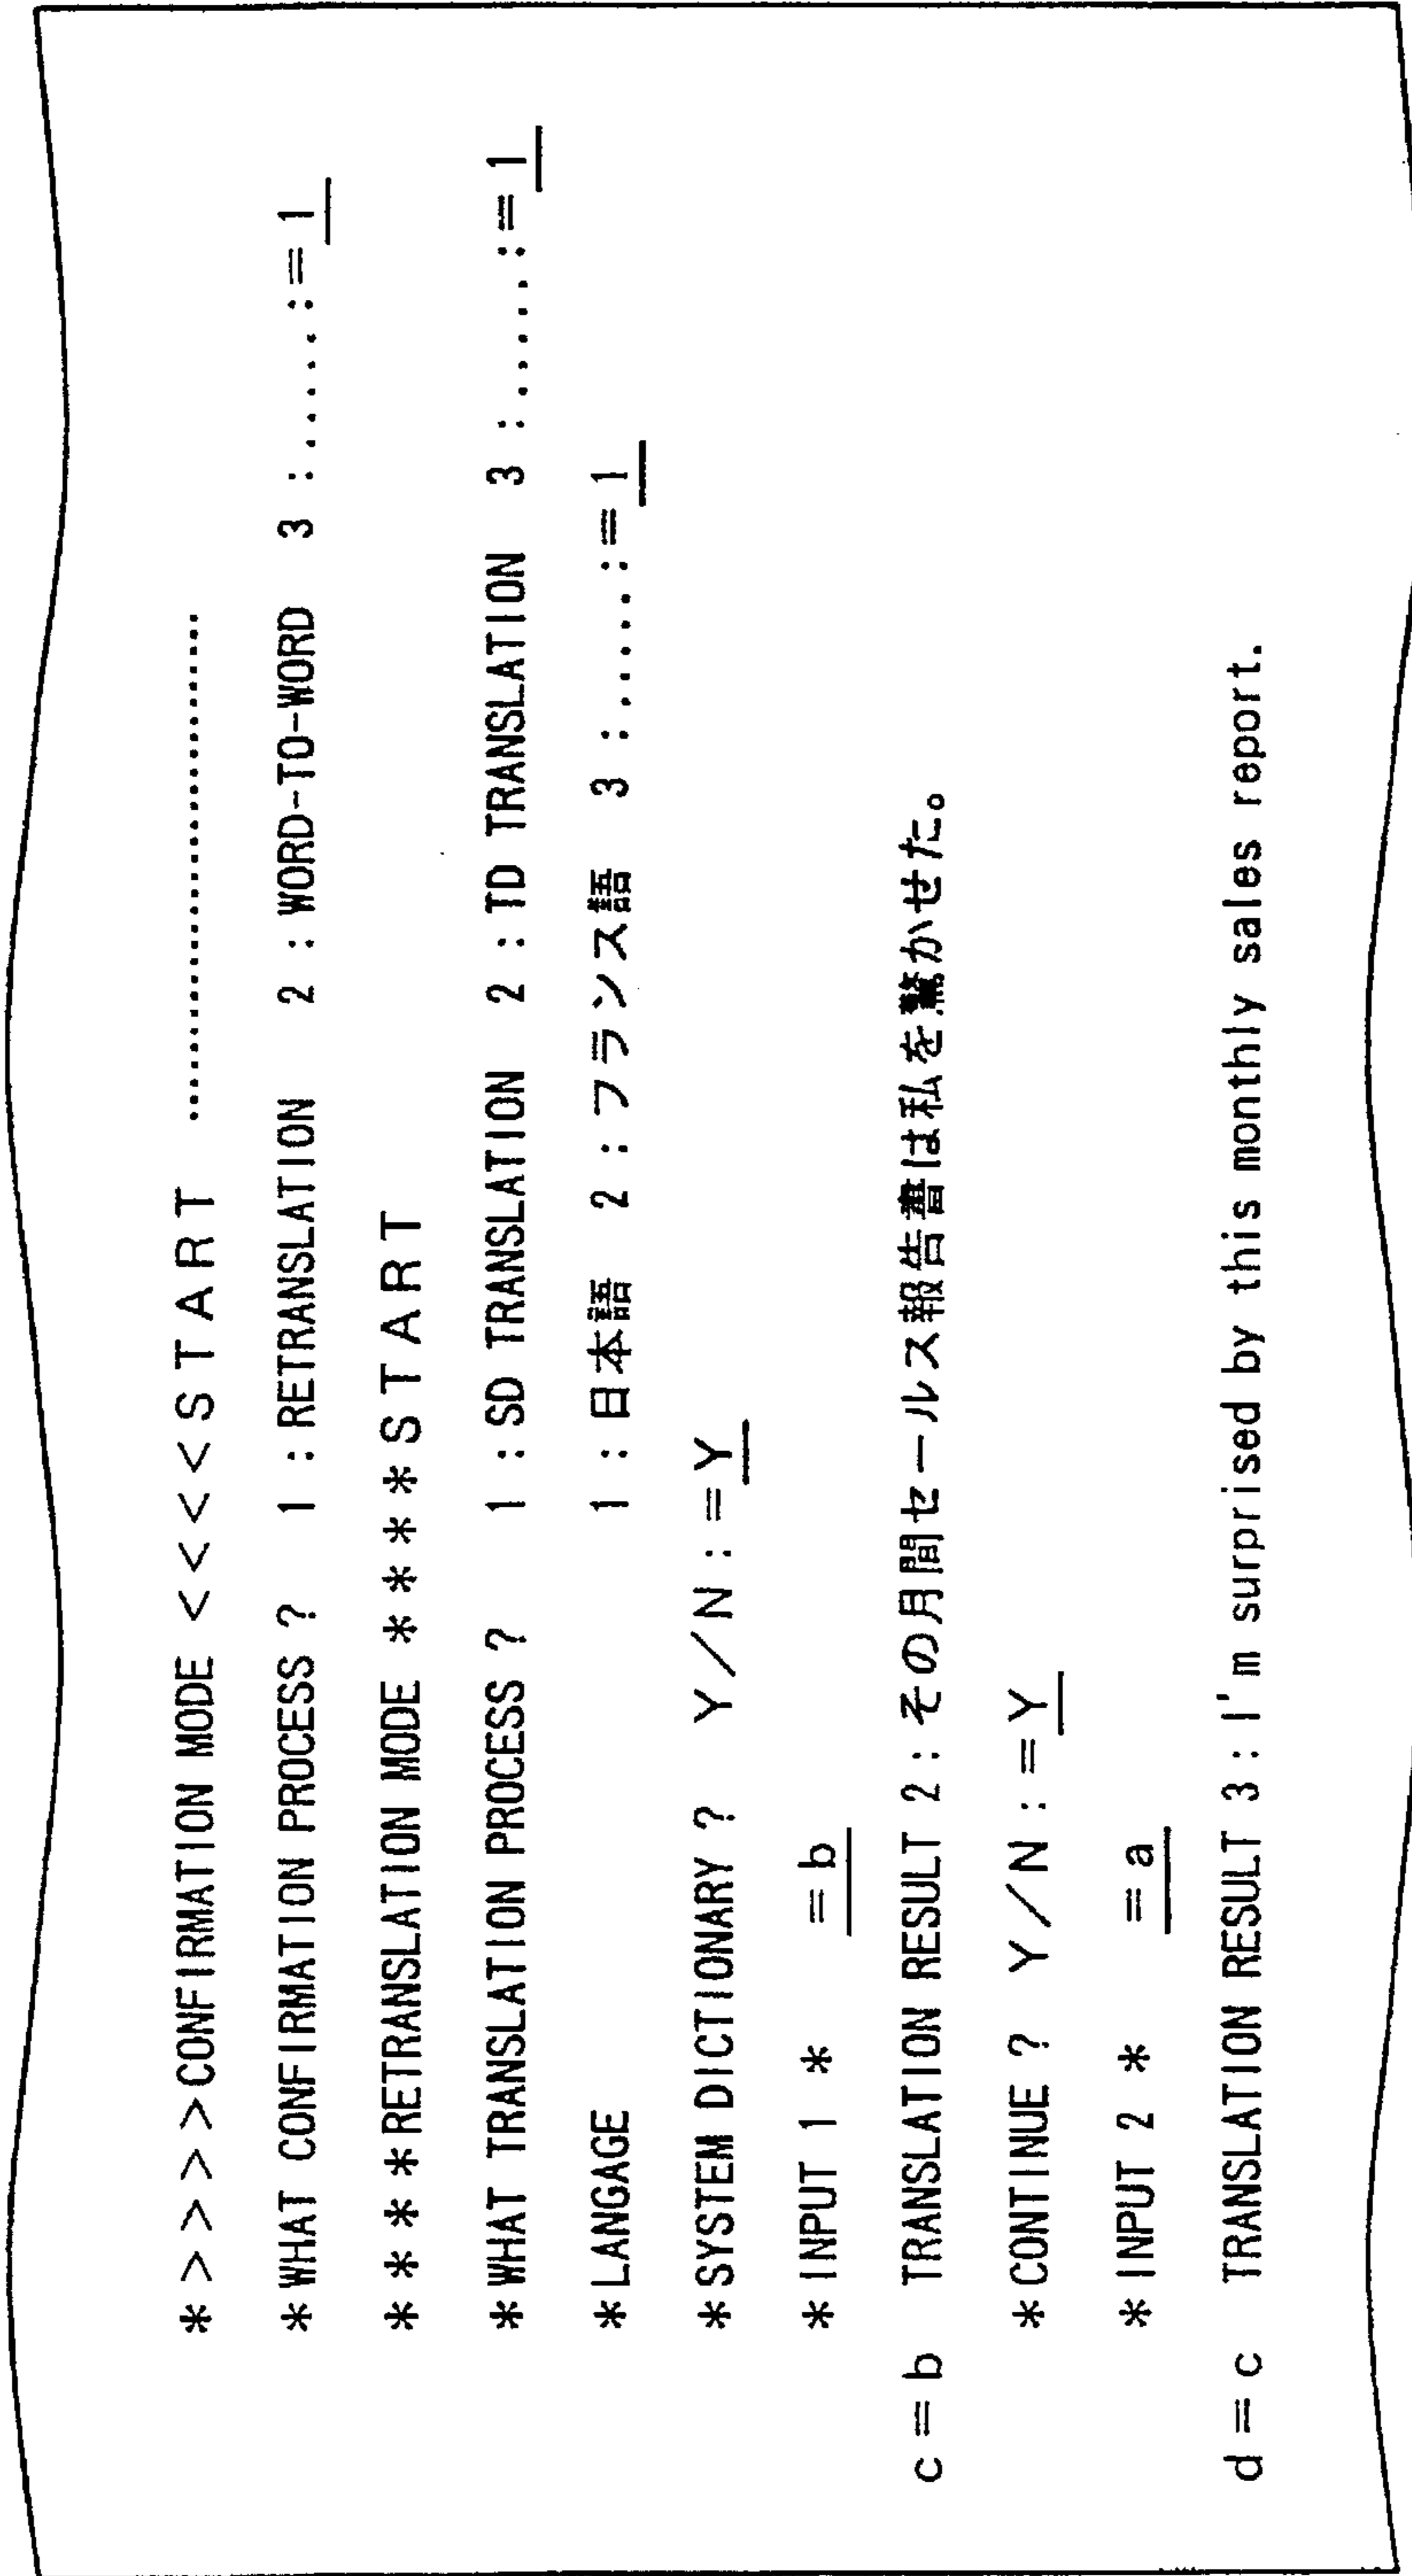 *>>>>CONFIRMATION MODE <<<<START ..............................
*WHAT CONFIRMATION PROCESS ? 1 : RETRANSLATION 2 : WORD-TO-WORD 3 : ..... := 1
****RETRANSLATION MODE ****START
*WHAT TRANSLATION PROCESS ? 1 : SD TRANSLATION 2 : TD TRANSLATION 3 : ..... := 1
*LANGAGE 1 : 日本語 2 : フランス語 3 : ..... := 1
*SYSTEM DICTIONARY ? Y/N : =Y
*INPUT 1 * =b
c=b TRANSLATION RESULT 2 : その月間セールス報告書は私を驚かせた。
*CONTINUE ? Y/N : =Y
*INPUT 2 * =a
d=c TRANSLATION RESULT 3 : I'm surprised by this monthly sales report.